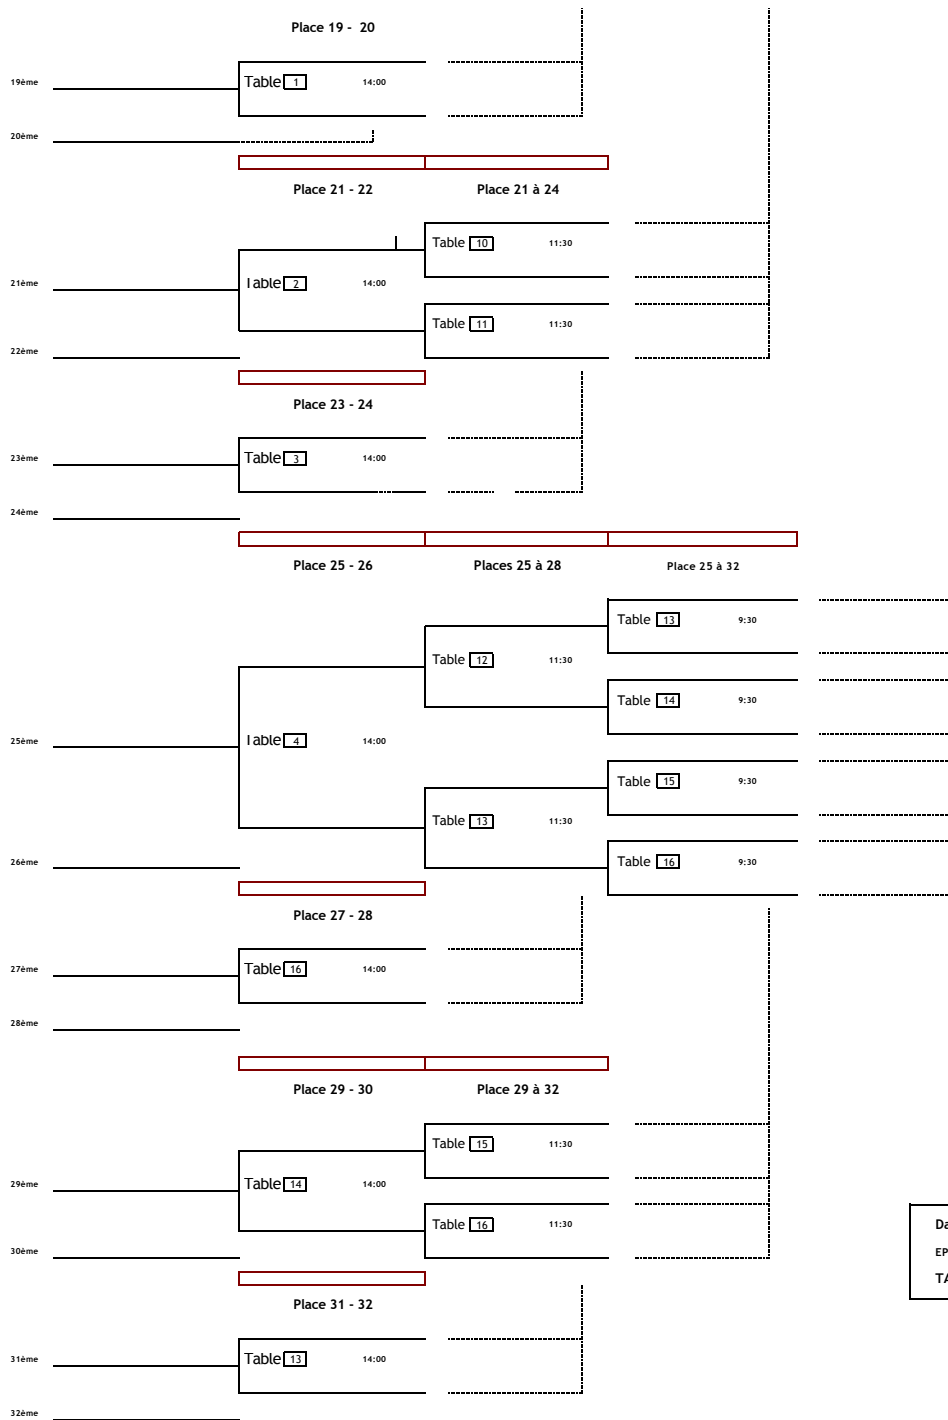 Place 19 - 20
19ème
Table 1 14:00
20ème
Place 21 - 22 Place 21 à 24
Table 10 11:30
21ème
Table 2 14:00
Table 11 11:30
22ème
Place 23 - 24
23ème
Table 3 14:00
24ème
Place 25 - 26 Places 25 à 28 Place 25 à 32
Table 13 9:30
Table 12 11:30
Table 14 9:30
25ème
Table 4 14:00
Table 15 9:30
Table 13 11:30
26ème
Table 16 9:30
Place 27 - 28
27ème
Table 16 14:00
28ème
Place 29 - 30 Place 29 à 32
Table 15 11:30
29ème
Table 14 14:00
Table 16 11:30
30ème
Da
EP
TA
Place 31 - 32
31ème
Table 13 14:00
32ème